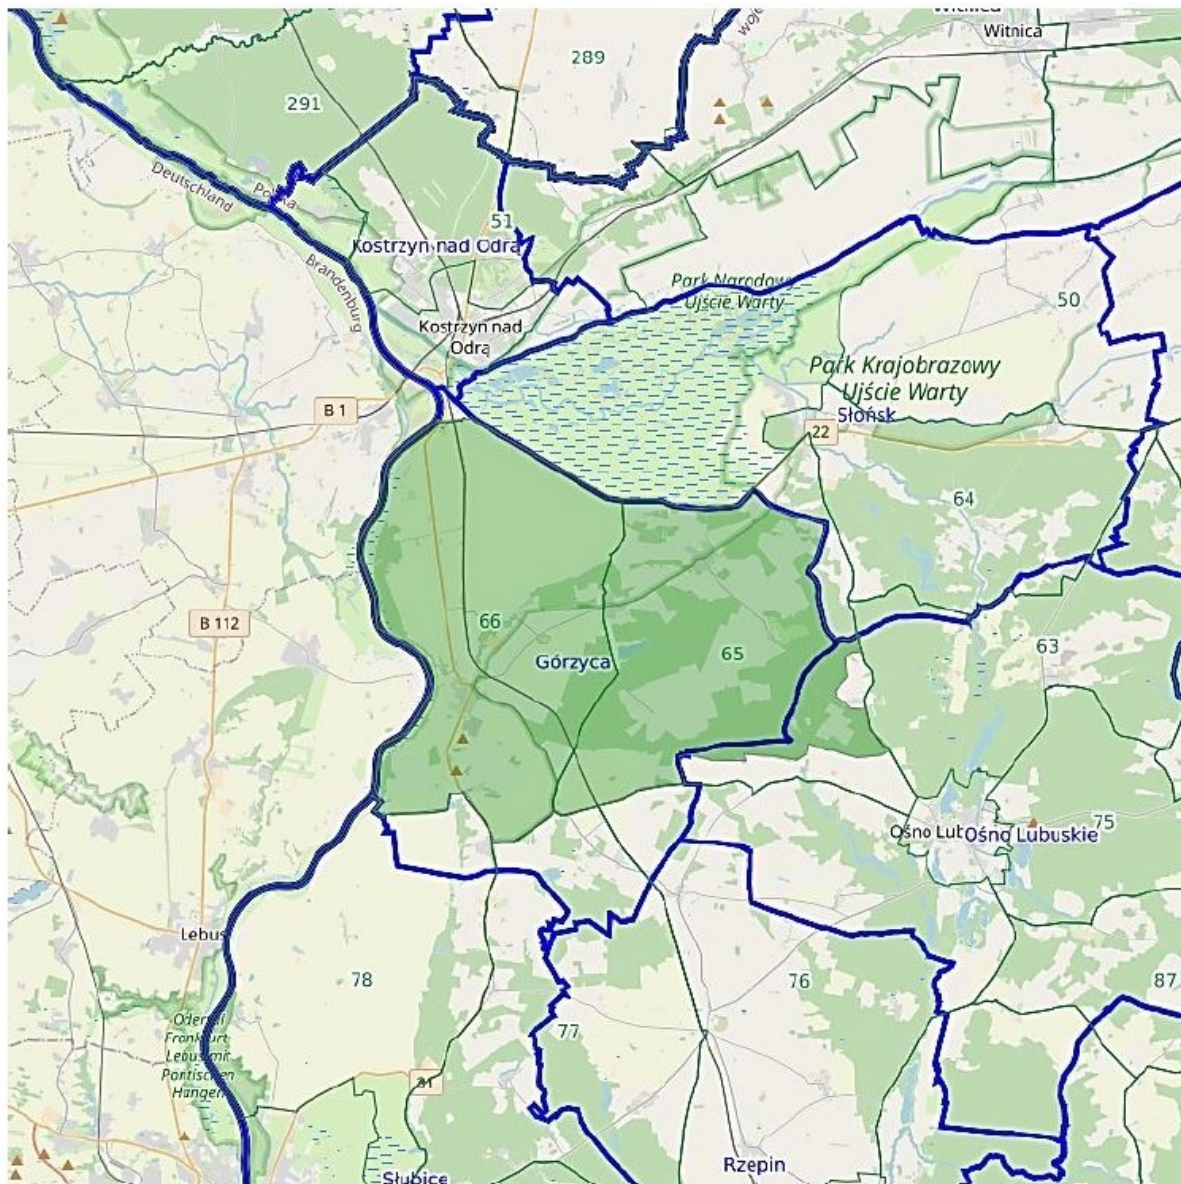 Witnica
289
291
Deutschland
Polska
51
Kostrzyn nad Odrą
Brandenburg
Park Narodowy
Ujście Warty
50
Kostrzyn nad
Odrą
Park Krajobrazowy
Ujście Warty
B 1
Słońsk
22
64
B 112
66
Górzyca
65
63
75
Ośno Lub
Ośno Lubuskie
Lebus
78
76
87
77
Frankfurt
Lebus mit
Pontischen
Hängen
31
Rzepin
Słubice